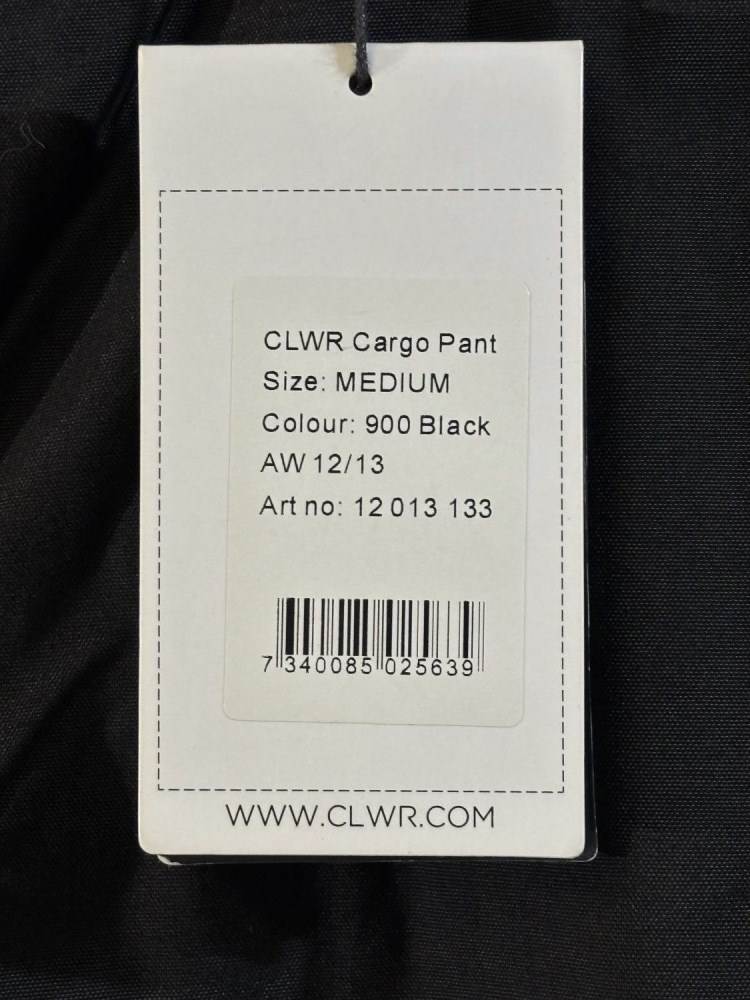 CLWR Cargo Pant
Size: MEDIUM
Colour: 900 Black
AW 12/13
Art no: 12 013 133
7 340085 025639
WWW.CLWR.COM